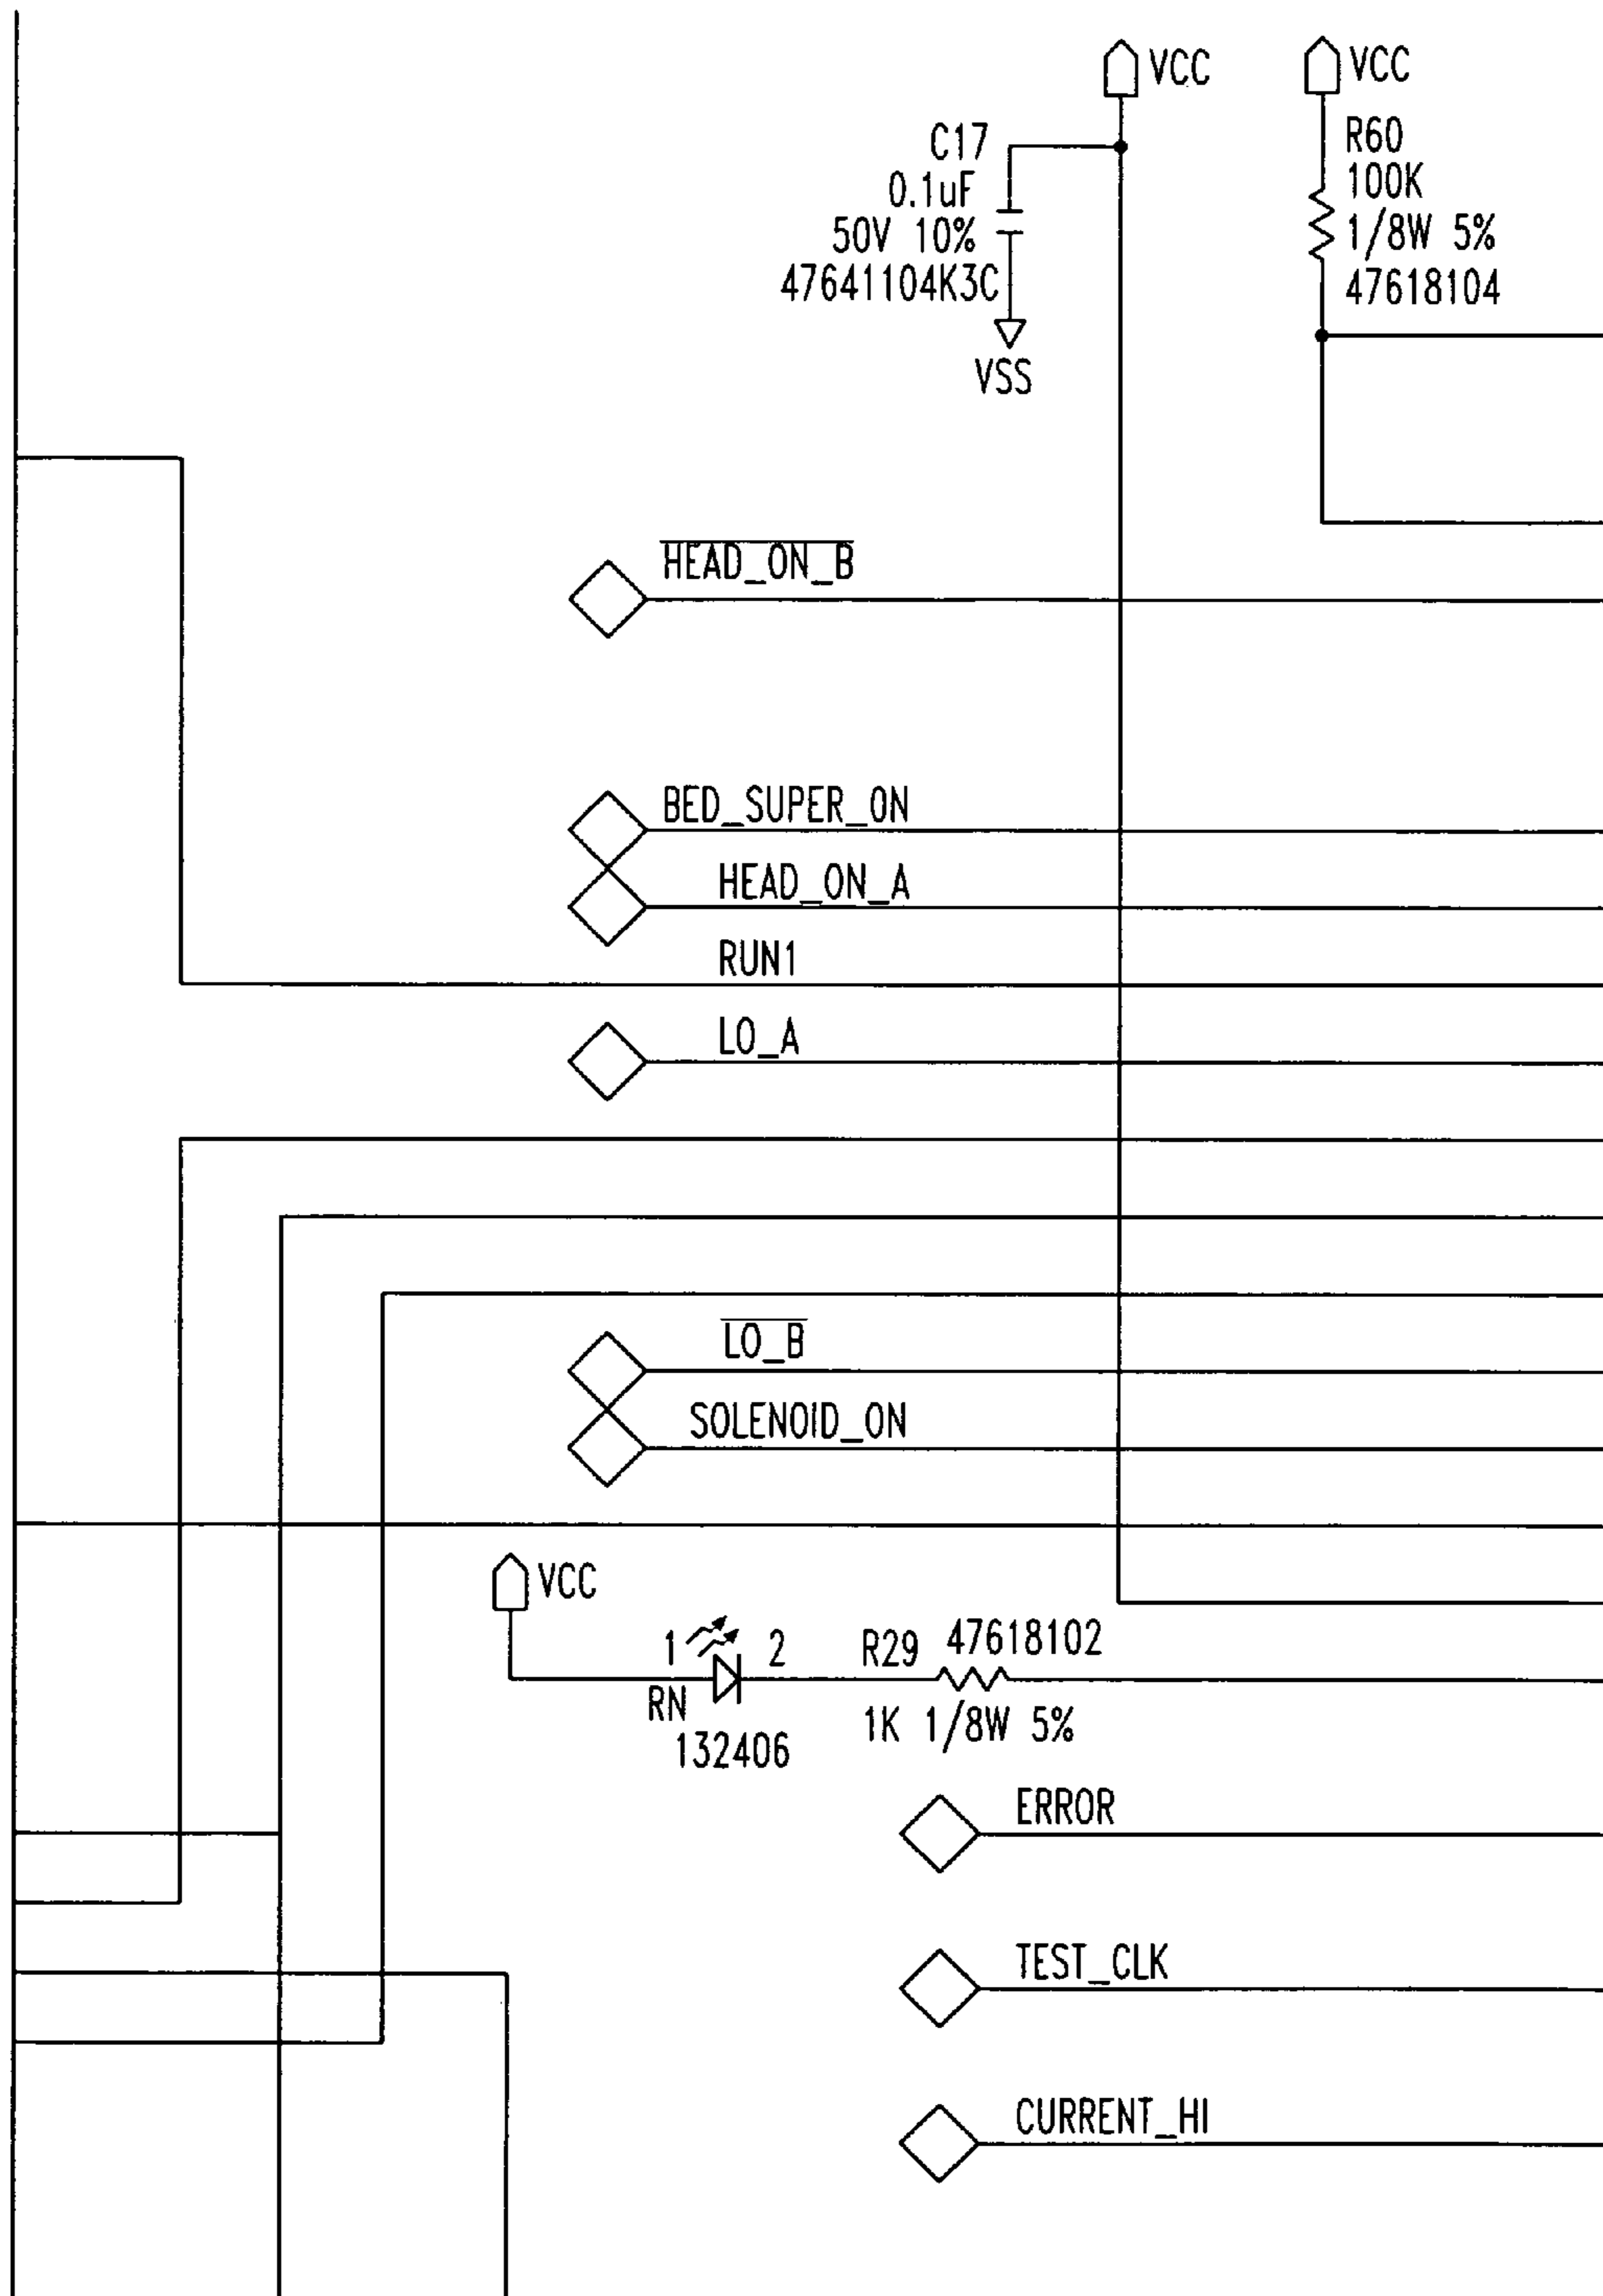 VCC
VCC
C17
0.1uF
50V 10%
47641104K3C
VSS
R60
100K
1/8W 5%
47618104
HEAD_ON_B
BED_SUPER_ON
HEAD_ON_A
RUN1
LO_A
LO_B
SOLENOID_ON
VCC
1
2
RN
132406
R29 47618102
1K 1/8W 5%
ERROR
TEST_CLK
CURRENT_HI